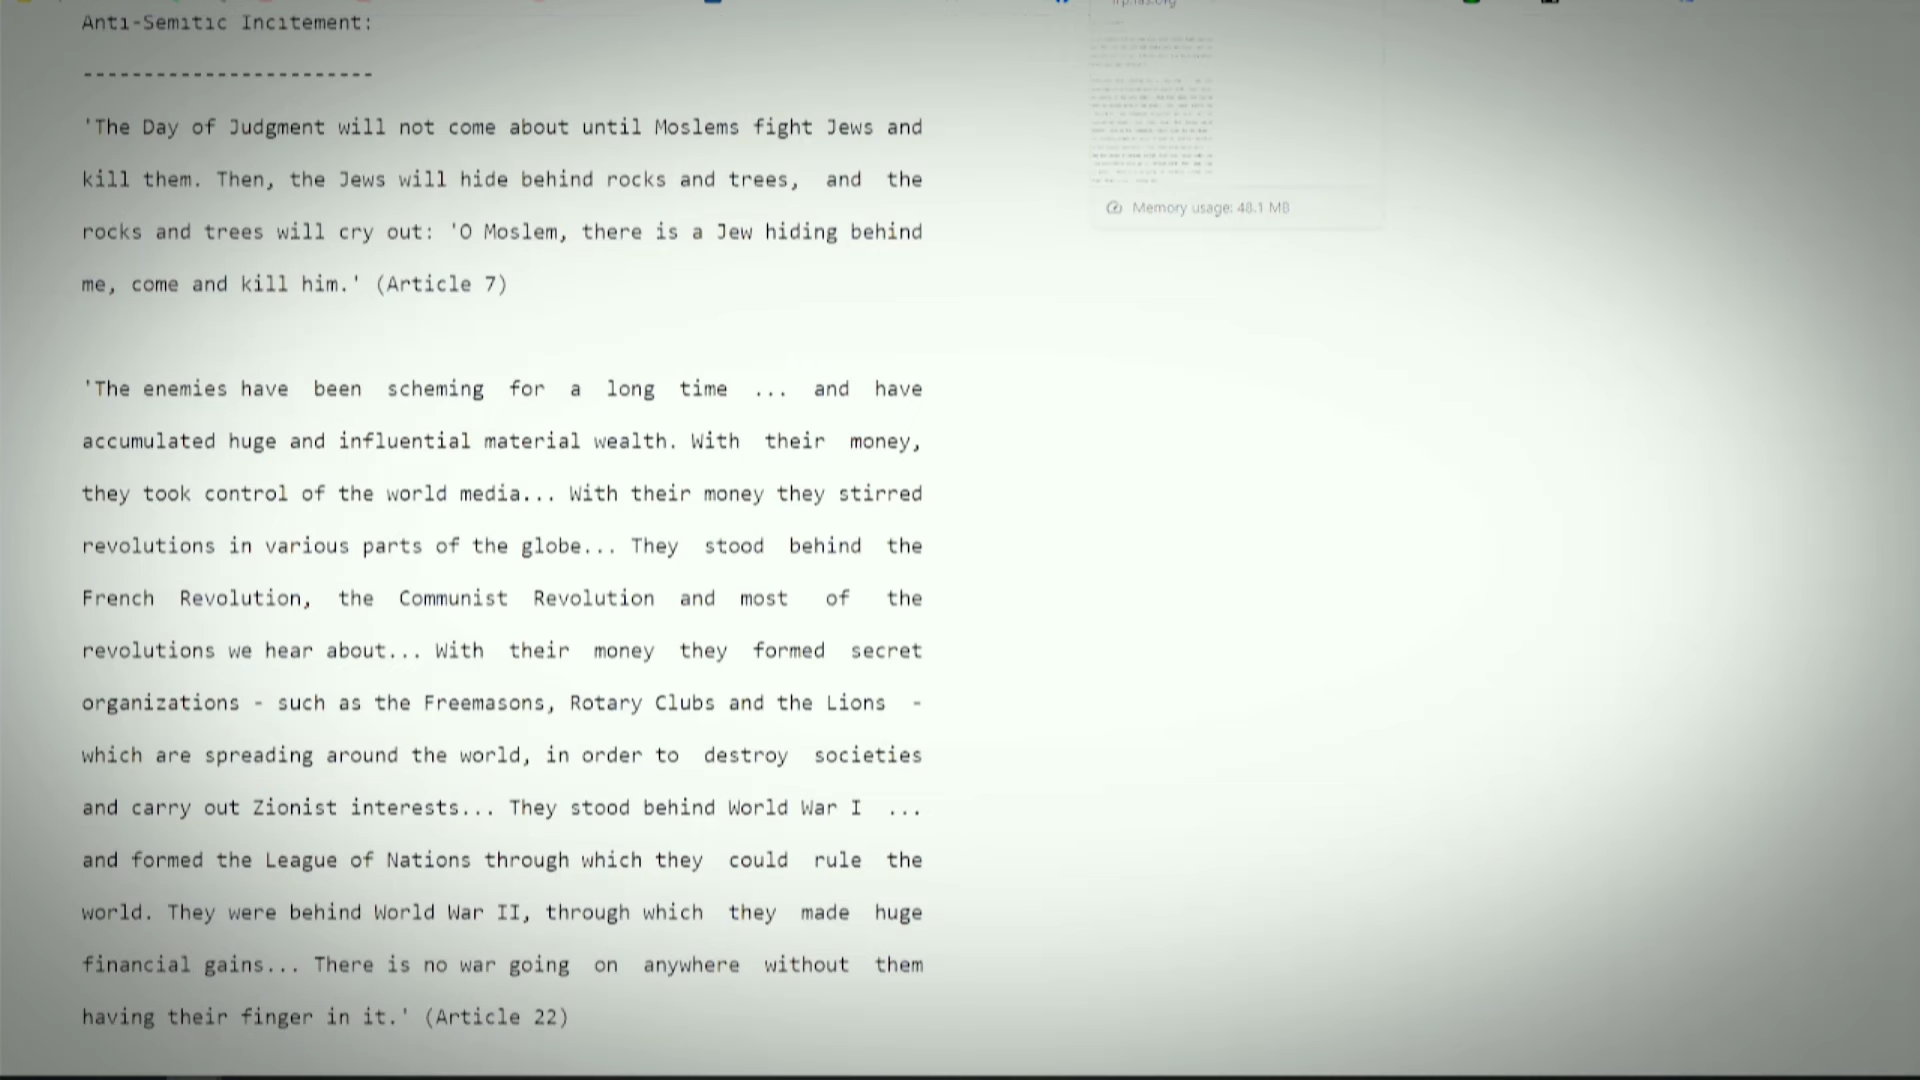 Anti-Semitic Incitement:
------------------------
'The Day of Judgment will not come about until Moslems fight Jews and
kill them. Then, the Jews will hide behind rocks and trees, and the
rocks and trees will cry out: 'O Moslem, there is a Jew hiding behind
me, come and kill him.' (Article 7)
'The enemies have been scheming for a long time ... and have
accumulated huge and influential material wealth. With their money,
they took control of the world media... With their money they stirred
revolutions in various parts of the globe... They stood behind the
French Revolution, the Communist Revolution and most of the
revolutions we hear about... With their money they formed secret
organizations - such as the Freemasons, Rotary Clubs and the Lions -
which are spreading around the world, in order to destroy societies
and carry out Zionist interests... They stood behind World War I ...
and formed the League of Nations through which they could rule the
world. They were behind World War II, through which they made huge
financial gains... There is no war going on anywhere without them
having their finger in it.' (Article 22)
Memory usage: 48.1 MB